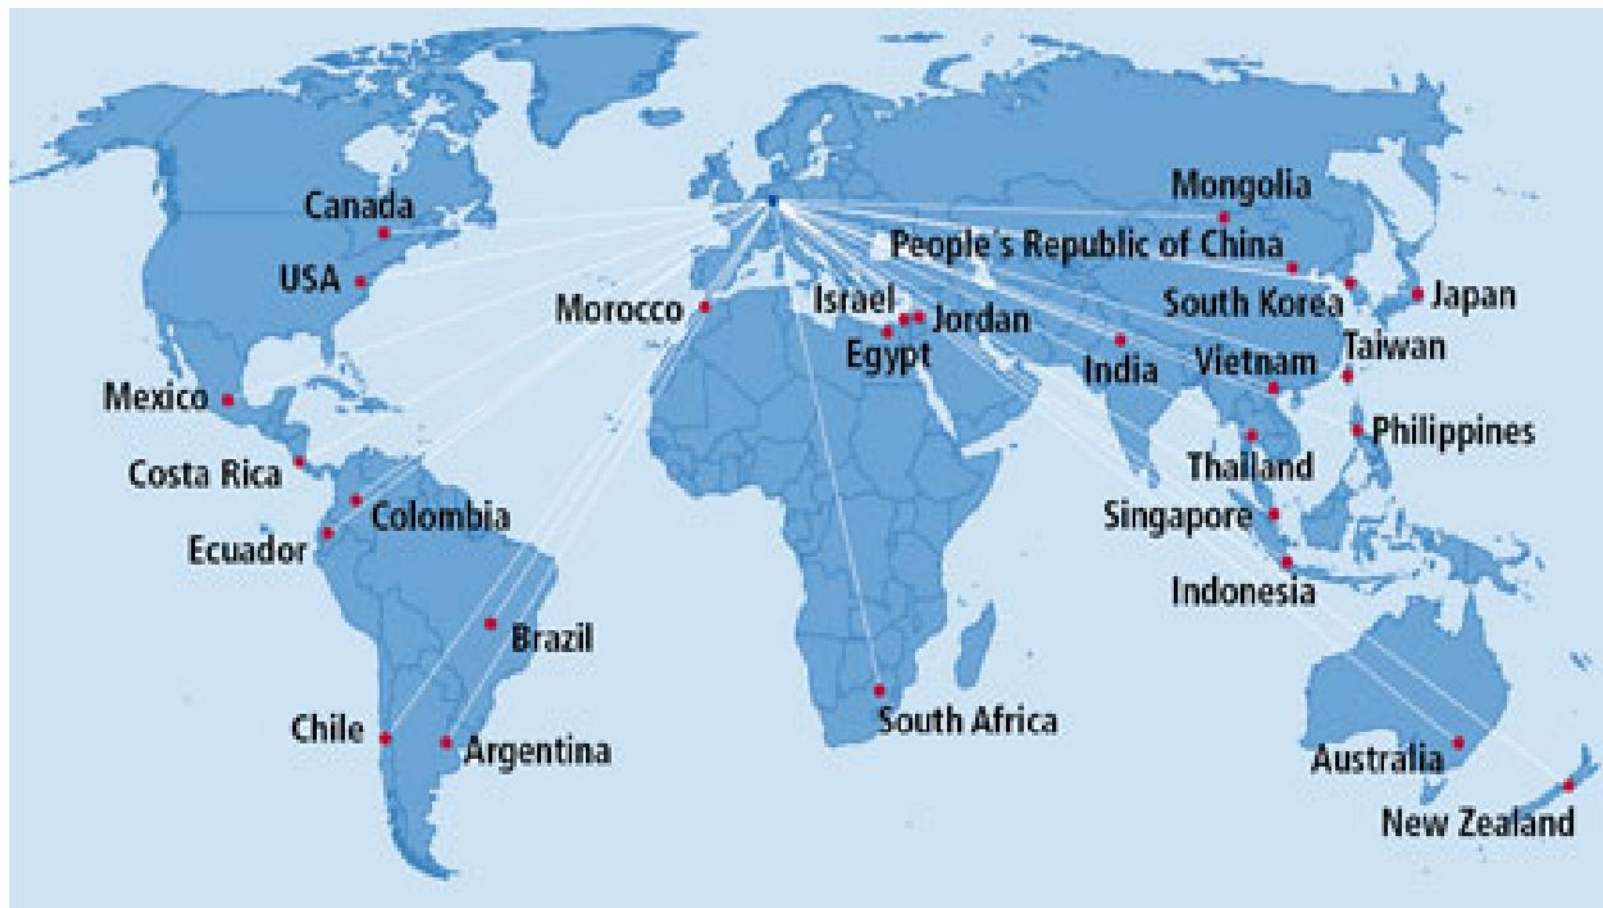 Mongolia
Canada
People´s Republic of China
USA
Israel
South Korea
Japan
Morocco
Jordan
Egypt
Taiwan
India
Vietnam
Mexico
Philippines
Costa Rica
Thailand
Colombia
Singapore
Ecuador
Indonesia
Brazil
South Africa
Chile
Argentina
Australia
New Zealand